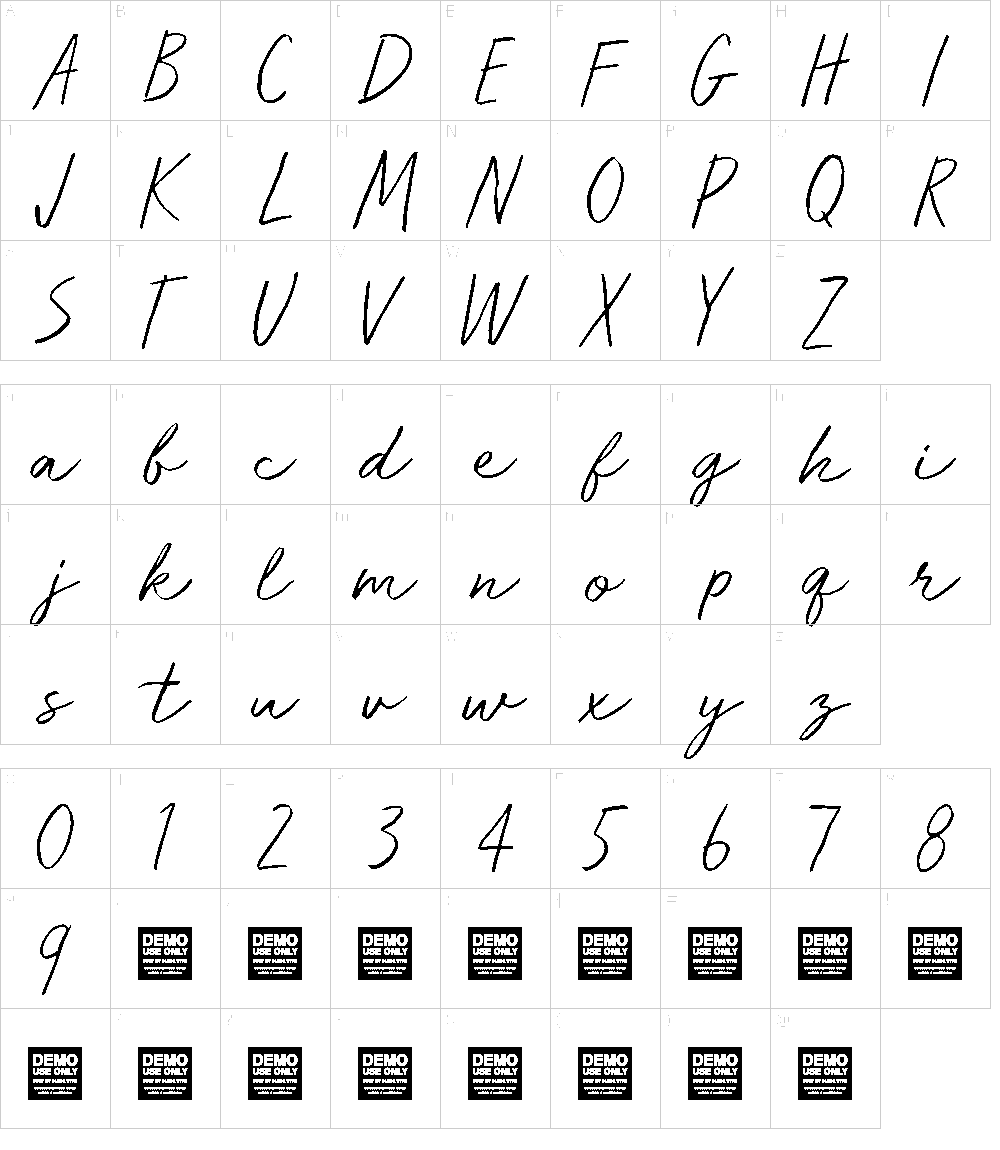 A B C D E F G H I
J K L M N O P Q R
S T U V W X Y Z
a b c d e f g h i
j k l m n o p q r
s t u v w x y z
0 1 2 3 4 5 6 7 8
9 DEMO USE ONLY DEMO USE ONLY DEMO USE ONLY DEMO USE ONLY DEMO USE ONLY DEMO USE ONLY DEMO USE ONLY DEMO USE ONLY
DEMO USE ONLY DEMO USE ONLY DEMO USE ONLY DEMO USE ONLY DEMO USE ONLY DEMO USE ONLY DEMO USE ONLY DEMO USE ONLY